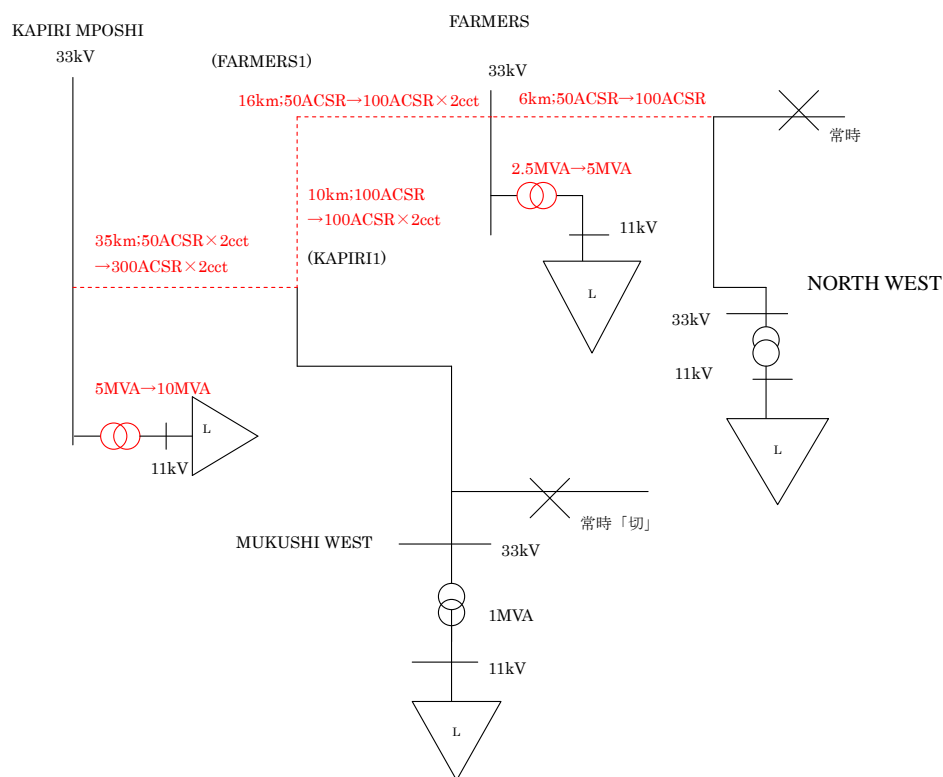 FARMERS
KAPIRI MPOSHI
33kV
(FARMERS1)
33kV
16km;50ACSR→100ACSR×2cct
6km;50ACSR→100ACSR
常時
2.5MVA→5MVA
10km;100ACSR
→100ACSR×2cct
11kV
35km;50ACSR×2cct
→300ACSR×2cct
(KAPIRI1)
L
NORTH WEST
33kV
11kV
5MVA→10MVA
L
11kV
L
常時「切」
MUKUSHI WEST
33kV
1MVA
11kV
L